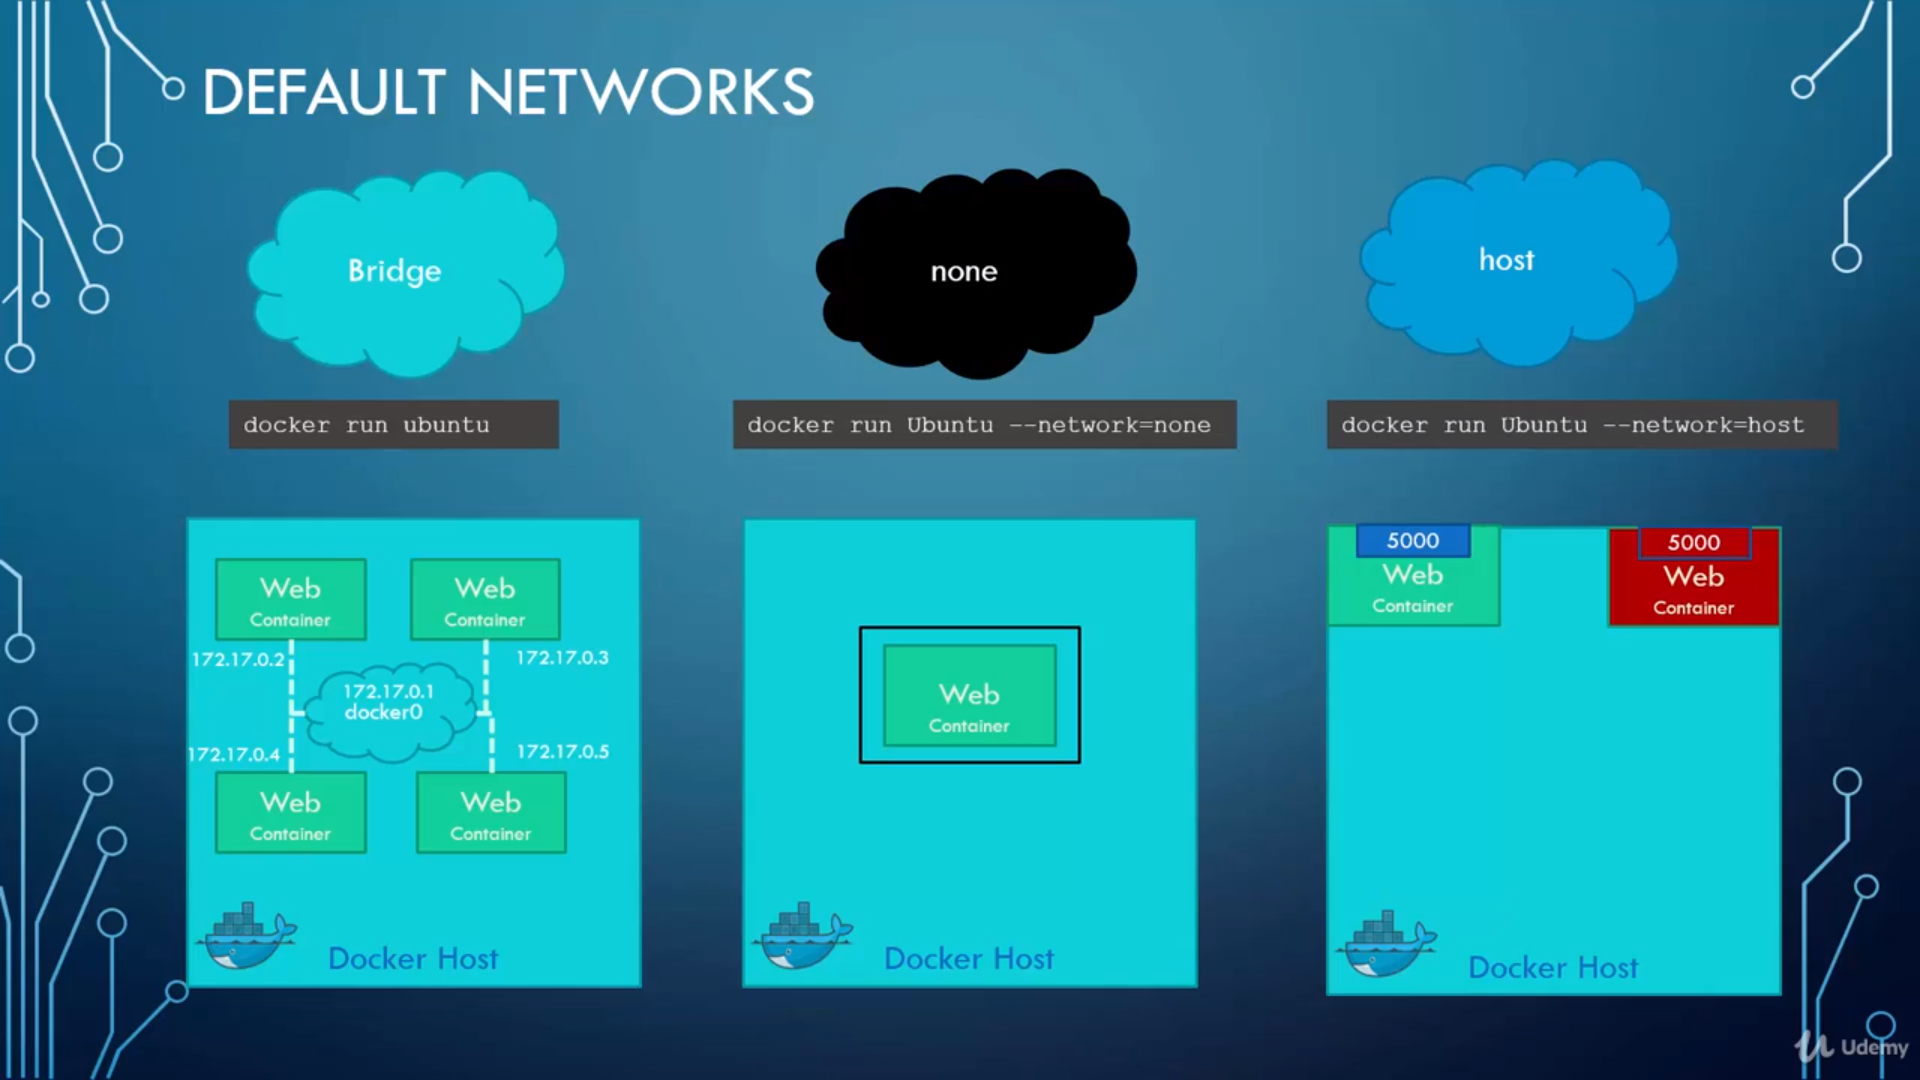 DEFAULT NETWORKS
Bridge
none
host
docker run ubuntu
docker run Ubuntu --network=none
docker run Ubuntu --network=host
Web
Container
Web
Container
172.17.0.2
172.17.0.3
172.17.0.1
docker0
172.17.0.4
172.17.0.5
Web
Container
Web
Container
Docker Host
Web
Container
Docker Host
5000
Web
Container
5000
Web
Container
Docker Host
Udemy